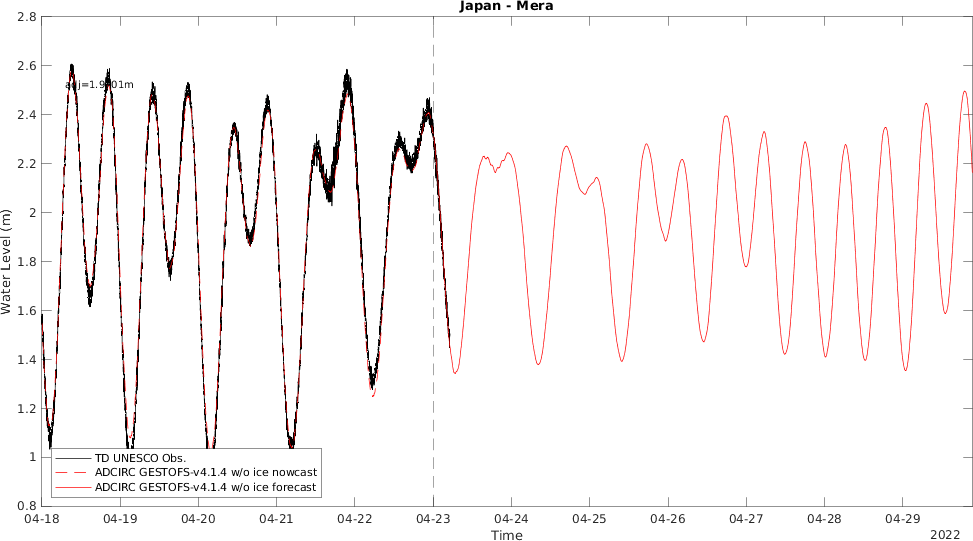 Japan - Mera
2.8
2.6
2.4
2.2
2
1.8
1.6
1.4
1.2
1
0.8
Water Level (m)
TD UNESCO Obs.
ADCIRC GESTOFS-v4.1.4 w/o ice nowcast
ADCIRC GESTOFS-v4.1.4 w/o ice forecast
04-18 04-19 04-20 04-21 04-22 04-23 04-24 04-25 04-26 04-27 04-28 04-29
Time
2022